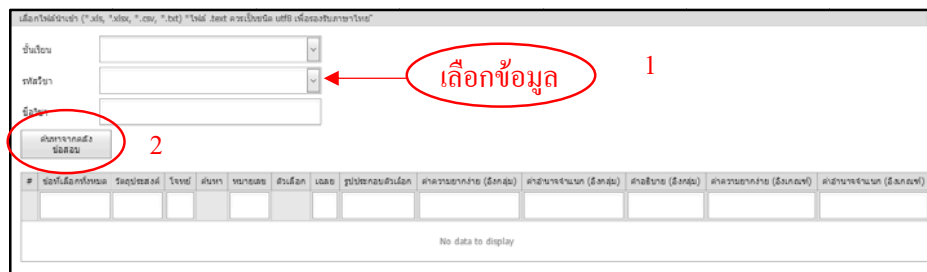 เลือกไฟล์นำเข้า (*.xls, *.xlsx, *.csv, *.txt) *ไฟล์ .text ควรเป็นชนิด utf8 เพื่อรองรับภาษาไทย*
ชั้นเรียน
รหัสวิชา
เลือกข้อมูล 1
ชื่อวิชา
ค้นหาจากคลัง
ข้อสอบ
2
# ข้อที่เลือกทั้งหมด วัตถุประสงค์ โจทย์ ค้นหา หมายเลข ตัวเลือก เฉลย รูปประกอบตัวเลือก ค่าความยากง่าย (อิงกลุ่ม) ค่าอำนาจจำแนก (อิงกลุ่ม) ค่าอธิบาย (อิงกลุ่ม) ค่าความยากง่าย (อิงเกณฑ์) ค่าอำนาจจำแนก (อิงเกณฑ์)
No data to display